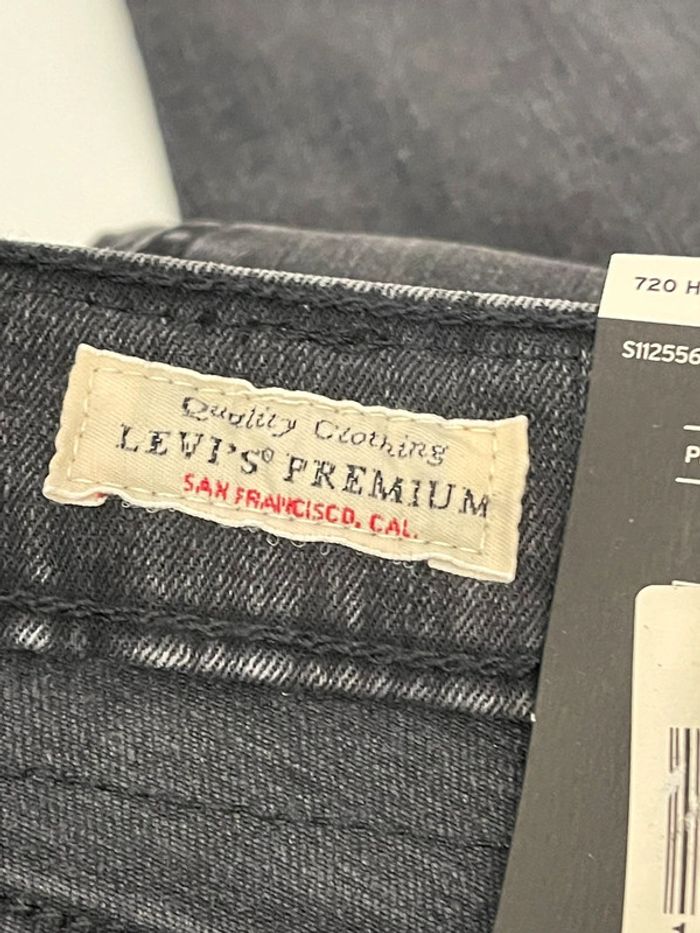 Quality Clothing
LEVI'S® PREMIUM
SAN FRANCISCO, CAL.
720 H
S112556
P